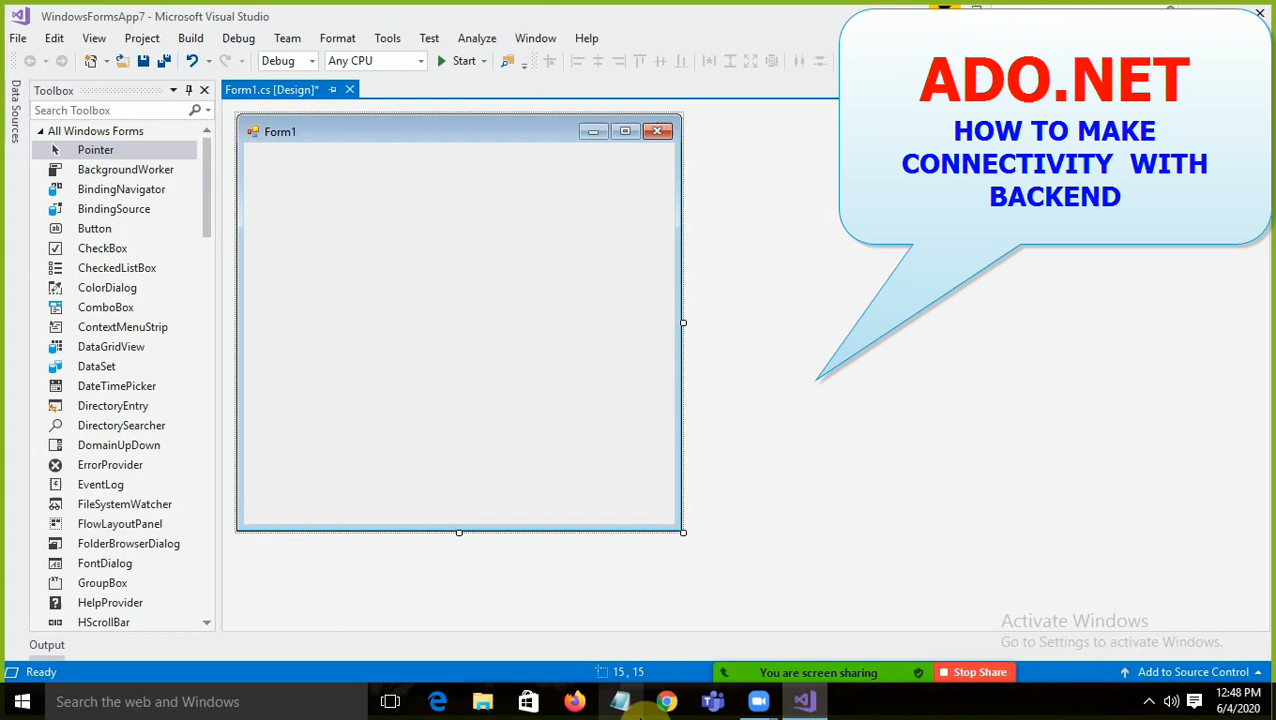 WindowsFormsApp7 - Microsoft Visual Studio
File Edit View Project Build Debug Team Format Tools Test Analyze Window Help
Debug Any CPU Start
Data Sources
Toolbox
Search Toolbox
All Windows Forms
Pointer
BackgroundWorker
BindingNavigator
BindingSource
Button
CheckBox
CheckedListBox
ColorDialog
ComboBox
ContextMenuStrip
DataGridView
DataSet
DateTimePicker
DirectoryEntry
DirectorySearcher
DomainUpDown
ErrorProvider
EventLog
FileSystemWatcher
FlowLayoutPanel
FolderBrowserDialog
FontDialog
GroupBox
HelpProvider
HScrollBar
Form1.cs [Design]*
Form1
ADO.NET
HOW TO MAKE
CONNECTIVITY WITH
BACKEND
Activate Windows
Go to Settings to activate Windows.
Output
Ready
15 , 15
You are screen sharing
Stop Share
Add to Source Control
Search the web and Windows
12:48 PM
6/4/2020